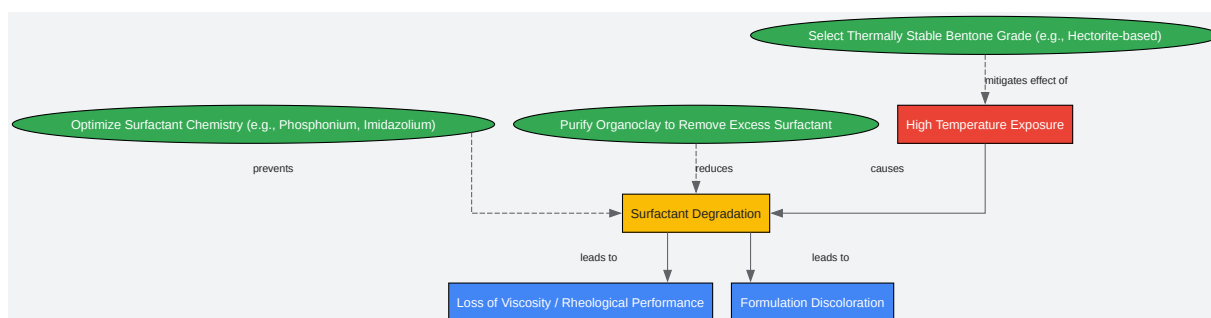 Select Thermally Stable Bentone Grade (e.g., Hectorite-based)
mitigates effect of
Optimize Surfactant Chemistry (e.g., Phosphonium, Imidazolium)
Purify Organoclay to Remove Excess Surfactant
High Temperature Exposure
prevents
reduces
causes
Surfactant Degradation
leads to
leads to
Loss of Viscosity / Rheological Performance
Formulation Discoloration